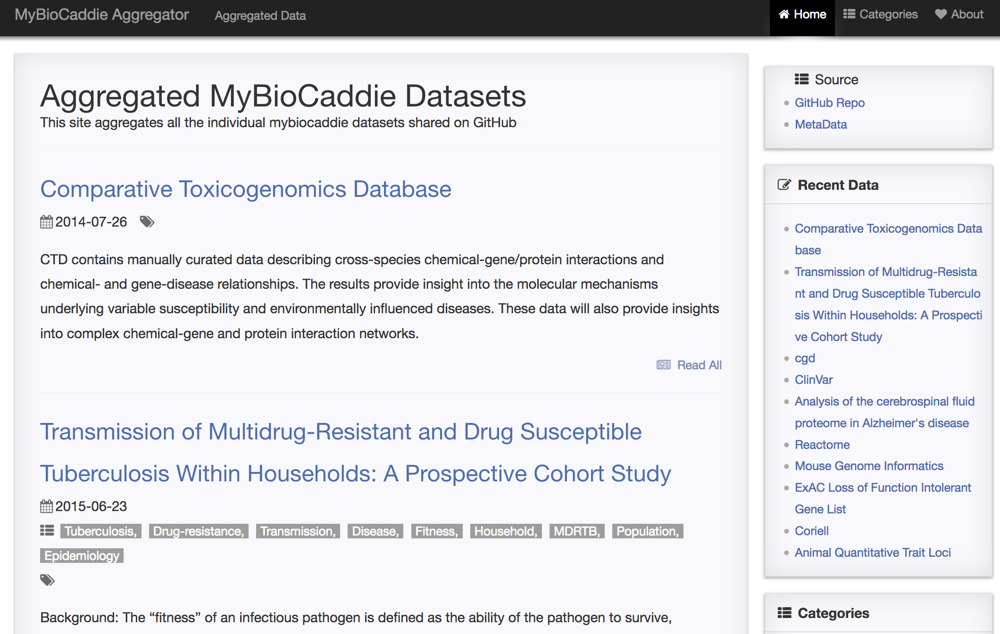 MyBioCaddie Aggregator
Aggregated Data
Home
Categories
About
Aggregated MyBioCaddie Datasets
This site aggregates all the individual mybiocaddie datasets shared on GitHub
Comparative Toxicogenomics Database
2014-07-26
CTD contains manually curated data describing cross-species chemical-gene/protein interactions and
chemical- and gene-disease relationships. The results provide insight into the molecular mechanisms
underlying variable susceptibility and environmentally influenced diseases. These data will also provide insights
into complex chemical-gene and protein interaction networks.
Read All
Transmission of Multidrug-Resistant and Drug Susceptible
Tuberculosis Within Households: A Prospective Cohort Study
2015-06-23
Tuberculosis, Drug-resistance, Transmission, Disease, Fitness, Household, MDRTB, Population,
Epidemiology
Background: The “fitness” of an infectious pathogen is defined as the ability of the pathogen to survive,
Source
GitHub Repo
MetaData
Recent Data
Comparative Toxicogenomics Data
base
Transmission of Multidrug-Resista
nt and Drug Susceptible Tuberculo
sis Within Households: A Prospecti
ve Cohort Study
cgd
ClinVar
Analysis of the cerebrospinal fluid
proteome in Alzheimer's disease
Reactome
Mouse Genome Informatics
ExAC Loss of Function Intolerant
Gene List
Coriell
Animal Quantitative Trait Loci
Categories